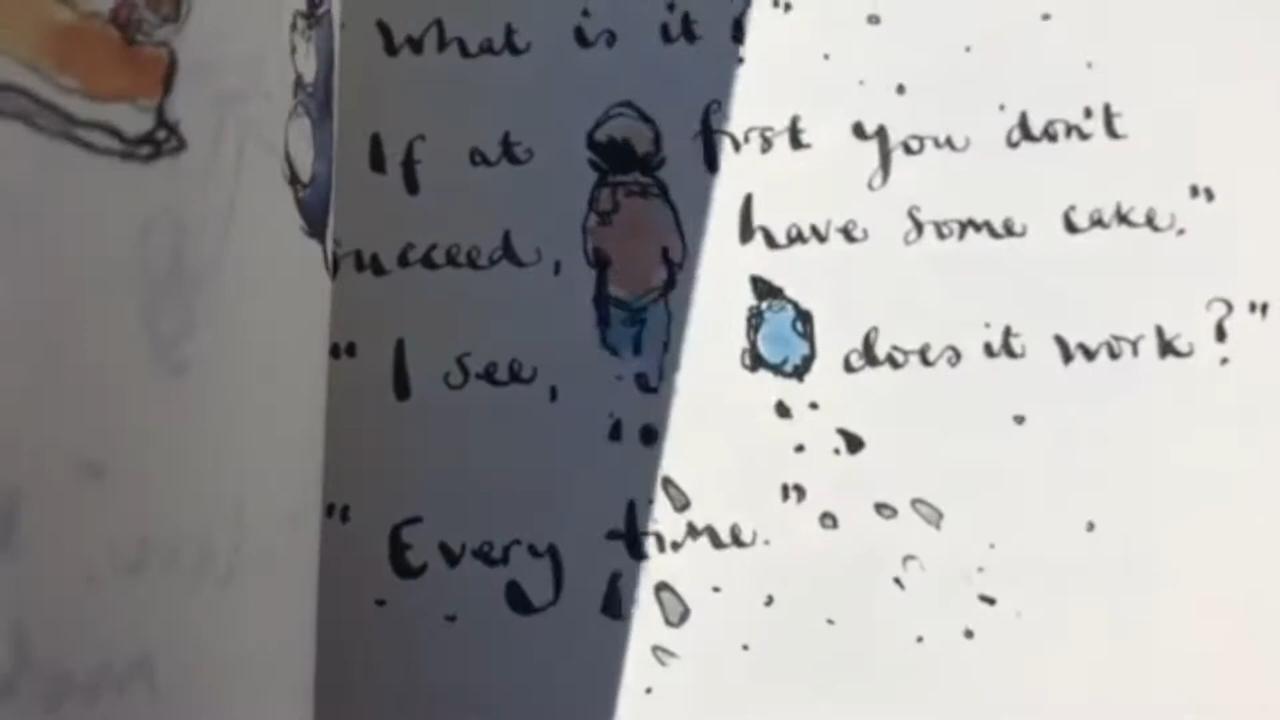 What is it?"
If at first you don't
succeed, have some cake."
"I see, does it work?"
"Every time."